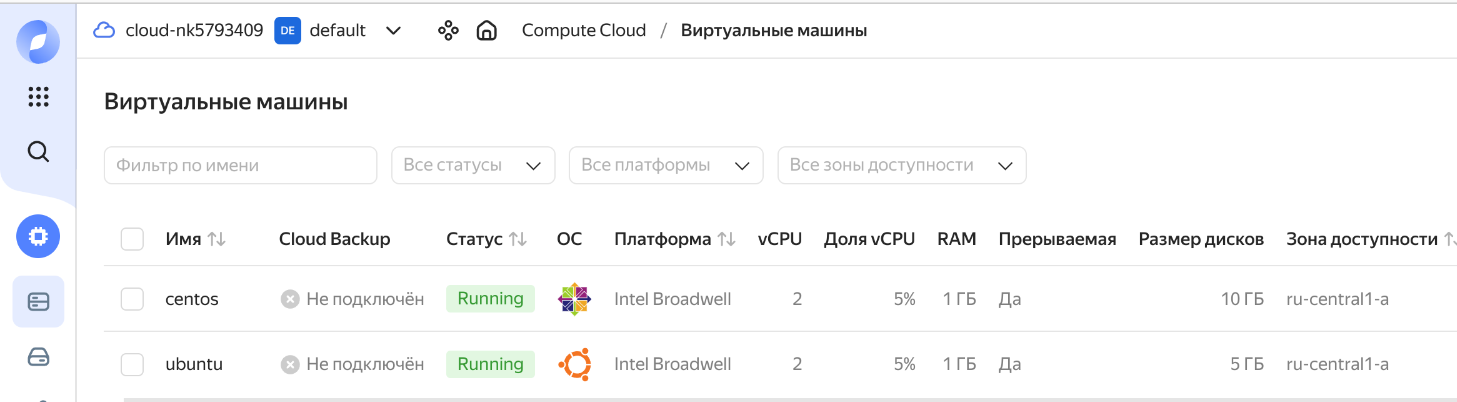 cloud-nk5793409 DE default Compute Cloud / Виртуальные машины
Виртуальные машины
Фильтр по имени Все статусы Все платформы Все зоны доступности
Имя Cloud Backup Статус ОС Платформа vCPU Доля vCPU RAM Прерываемая Размер дисков Зона доступности
centos Не подключён Running Intel Broadwell 2 5% 1 ГБ Да 10 ГБ ru-central1-a
ubuntu Не подключён Running Intel Broadwell 2 5% 1 ГБ Да 5 ГБ ru-central1-a